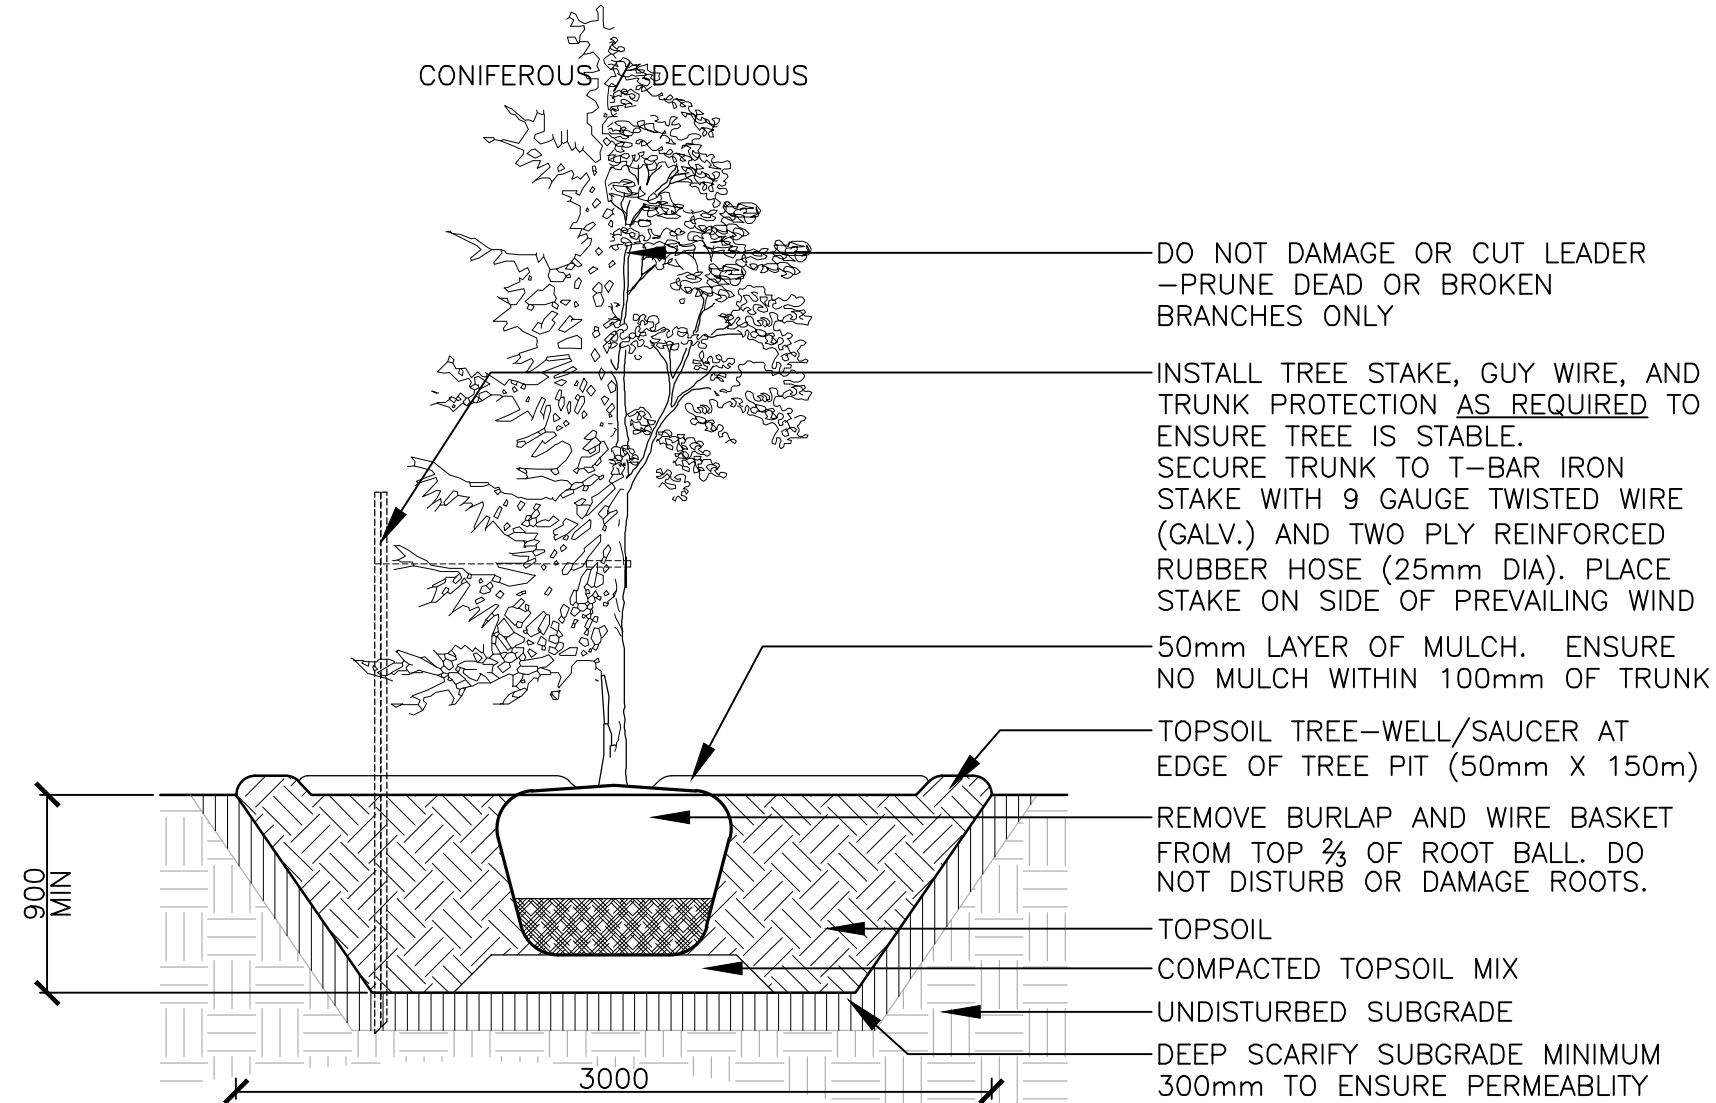 CONIFEROUS / DECIDUOUS
DO NOT DAMAGE OR CUT LEADER
-PRUNE DEAD OR BROKEN
BRANCHES ONLY
INSTALL TREE STAKE, GUY WIRE, AND
TRUNK PROTECTION AS REQUIRED TO
ENSURE TREE IS STABLE.
SECURE TRUNK TO T-BAR IRON
STAKE WITH 9 GAUGE TWISTED WIRE
(GALV.) AND TWO PLY REINFORCED
RUBBER HOSE (25mm DIA). PLACE
STAKE ON SIDE OF PREVAILING WIND
50mm LAYER OF MULCH. ENSURE
NO MULCH WITHIN 100mm OF TRUNK
TOPSOIL TREE-WELL/SAUCER AT
EDGE OF TREE PIT (50mm X 150m)
REMOVE BURLAP AND WIRE BASKET
FROM TOP ⅔ OF ROOT BALL. DO
NOT DISTURB OR DAMAGE ROOTS.
TOPSOIL
COMPACTED TOPSOIL MIX
UNDISTURBED SUBGRADE
DEEP SCARIFY SUBGRADE MINIMUM
300mm TO ENSURE PERMEABLITY
900
MIN
3000